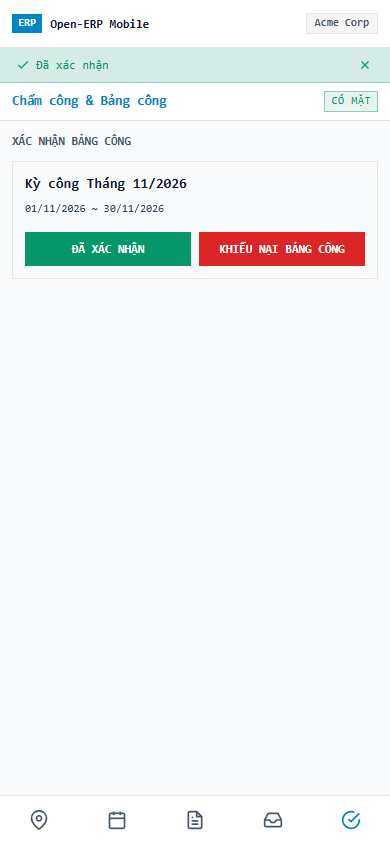 ERP Open-ERP Mobile Acme Corp
Đã xác nhận
Chấm công & Bảng công CÓ MẶT
XÁC NHẬN BẢNG CÔNG
Kỳ công Tháng 11/2026
01/11/2026 ~ 30/11/2026
ĐÃ XÁC NHẬN KHIẾU NẠI BẢNG CÔNG